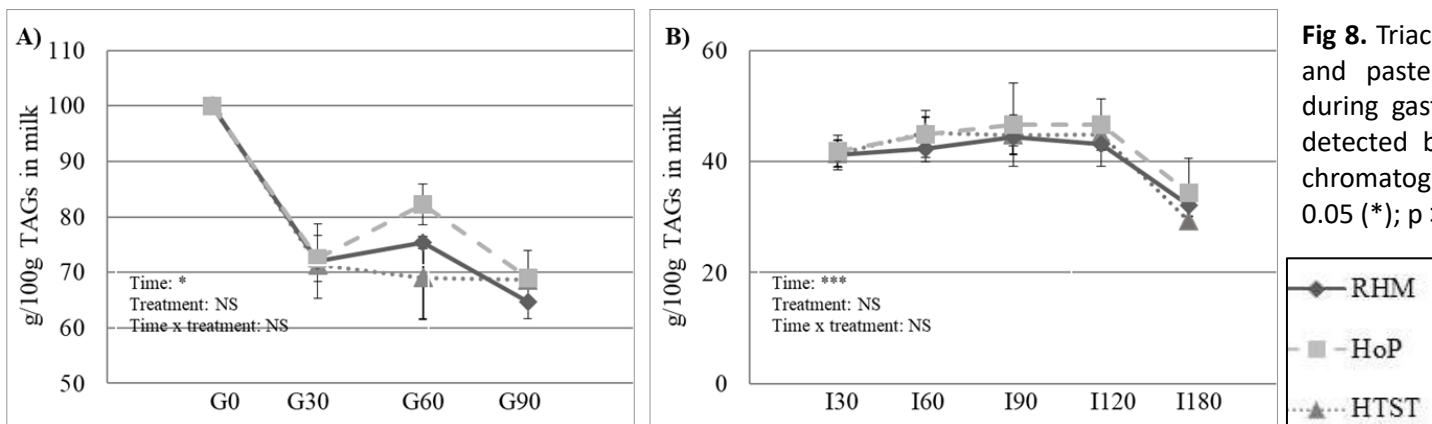 A)
110
100
90
80
70
60
50
g/100g TAGs in milk
Time: *
Treatment: NS
Time x treatment: NS
G0 G30 G60 G90
B)
60
40
20
0
g/100g TAGs in milk
Time: ***
Treatment: NS
Time x treatment: NS
I30 I60 I90 I120 I180
Fig 8. Triac
and paste
during gast
detected b
chromatog
0.05 (*); p
RHM
HoP
HTST